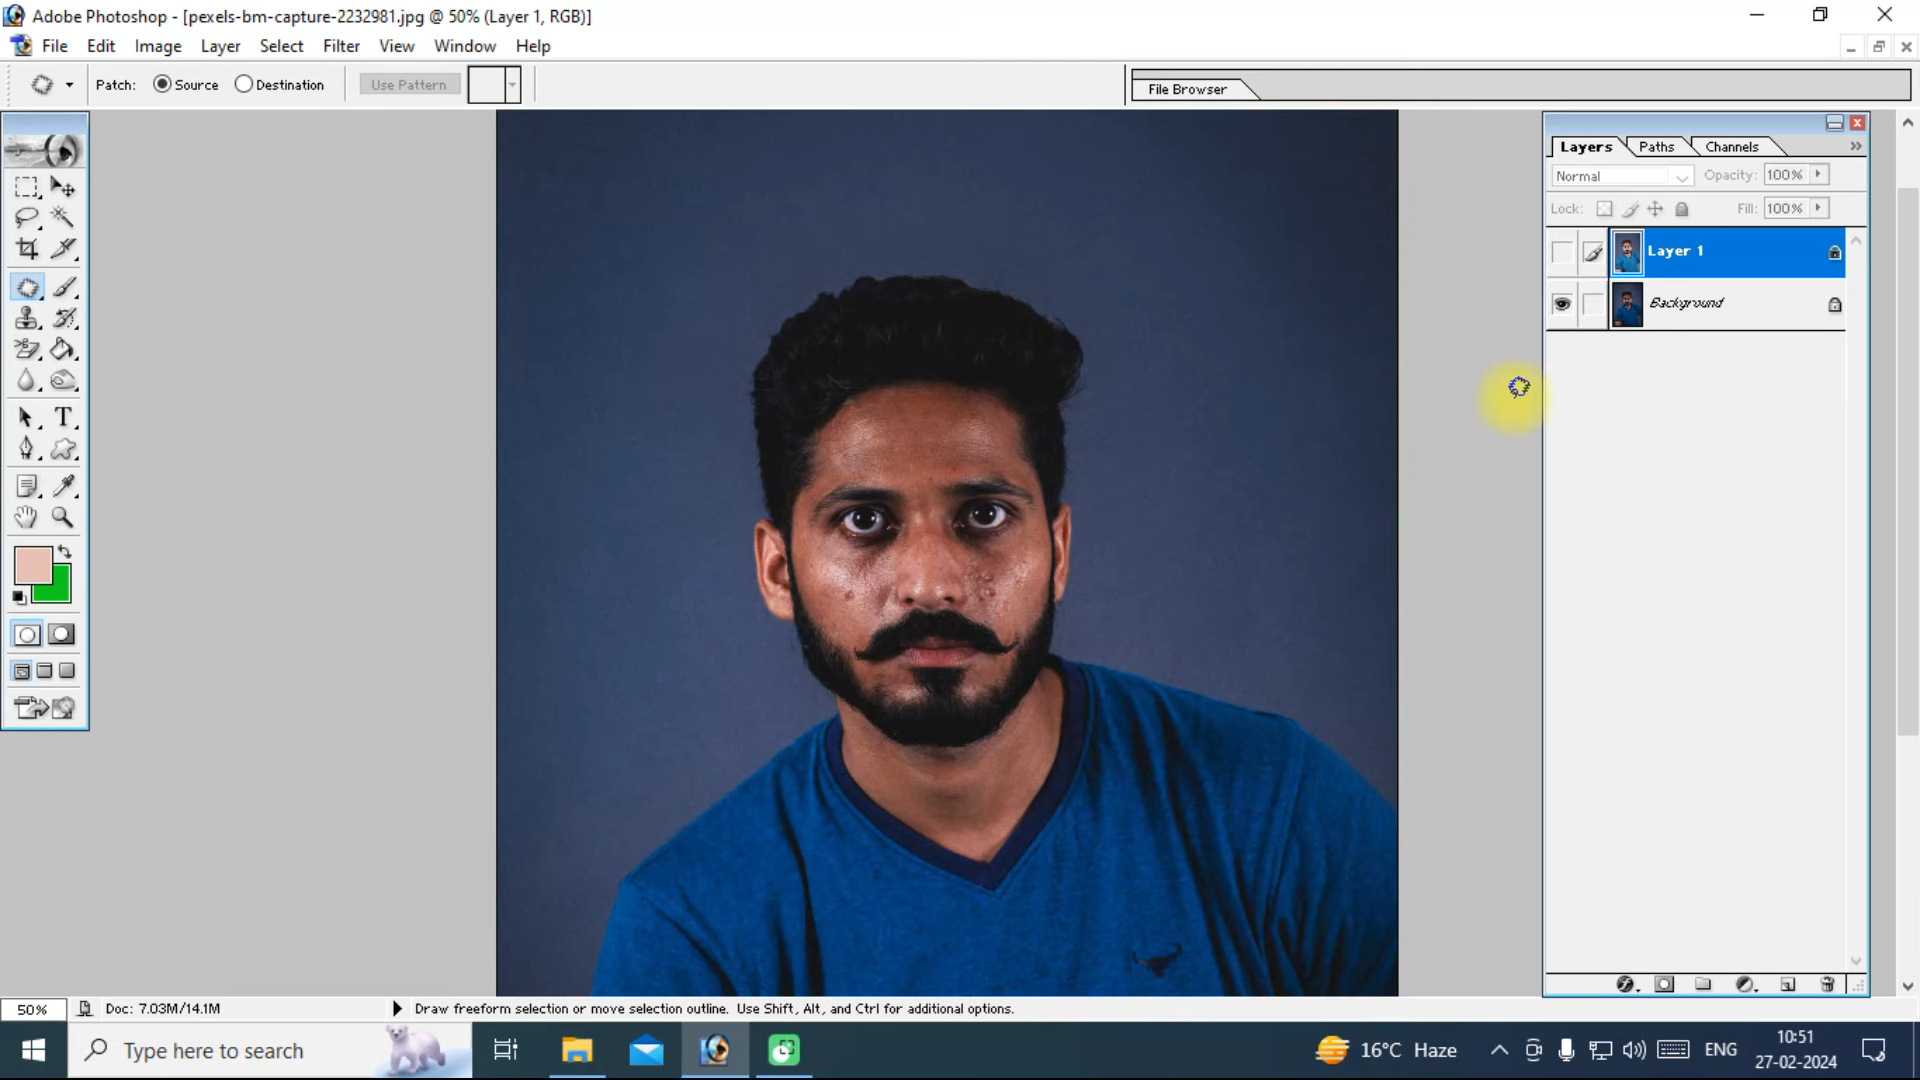 Adobe Photoshop - [pexels-bm-capture-2232981.jpg @ 50% (Layer 1, RGB)]
File Edit Image Layer Select Filter View Window Help
Patch: Source Destination Use Pattern
File Browser
Layers Paths Channels
Normal Opacity: 100%
Lock: Fill: 100%
Layer 1
Background
T
50% Doc: 7.03M/14.1M Draw freeform selection or move selection outline. Use Shift, Alt, and Ctrl for additional options.
Type here to search
16°C Haze
ENG
10:51
27-02-2024